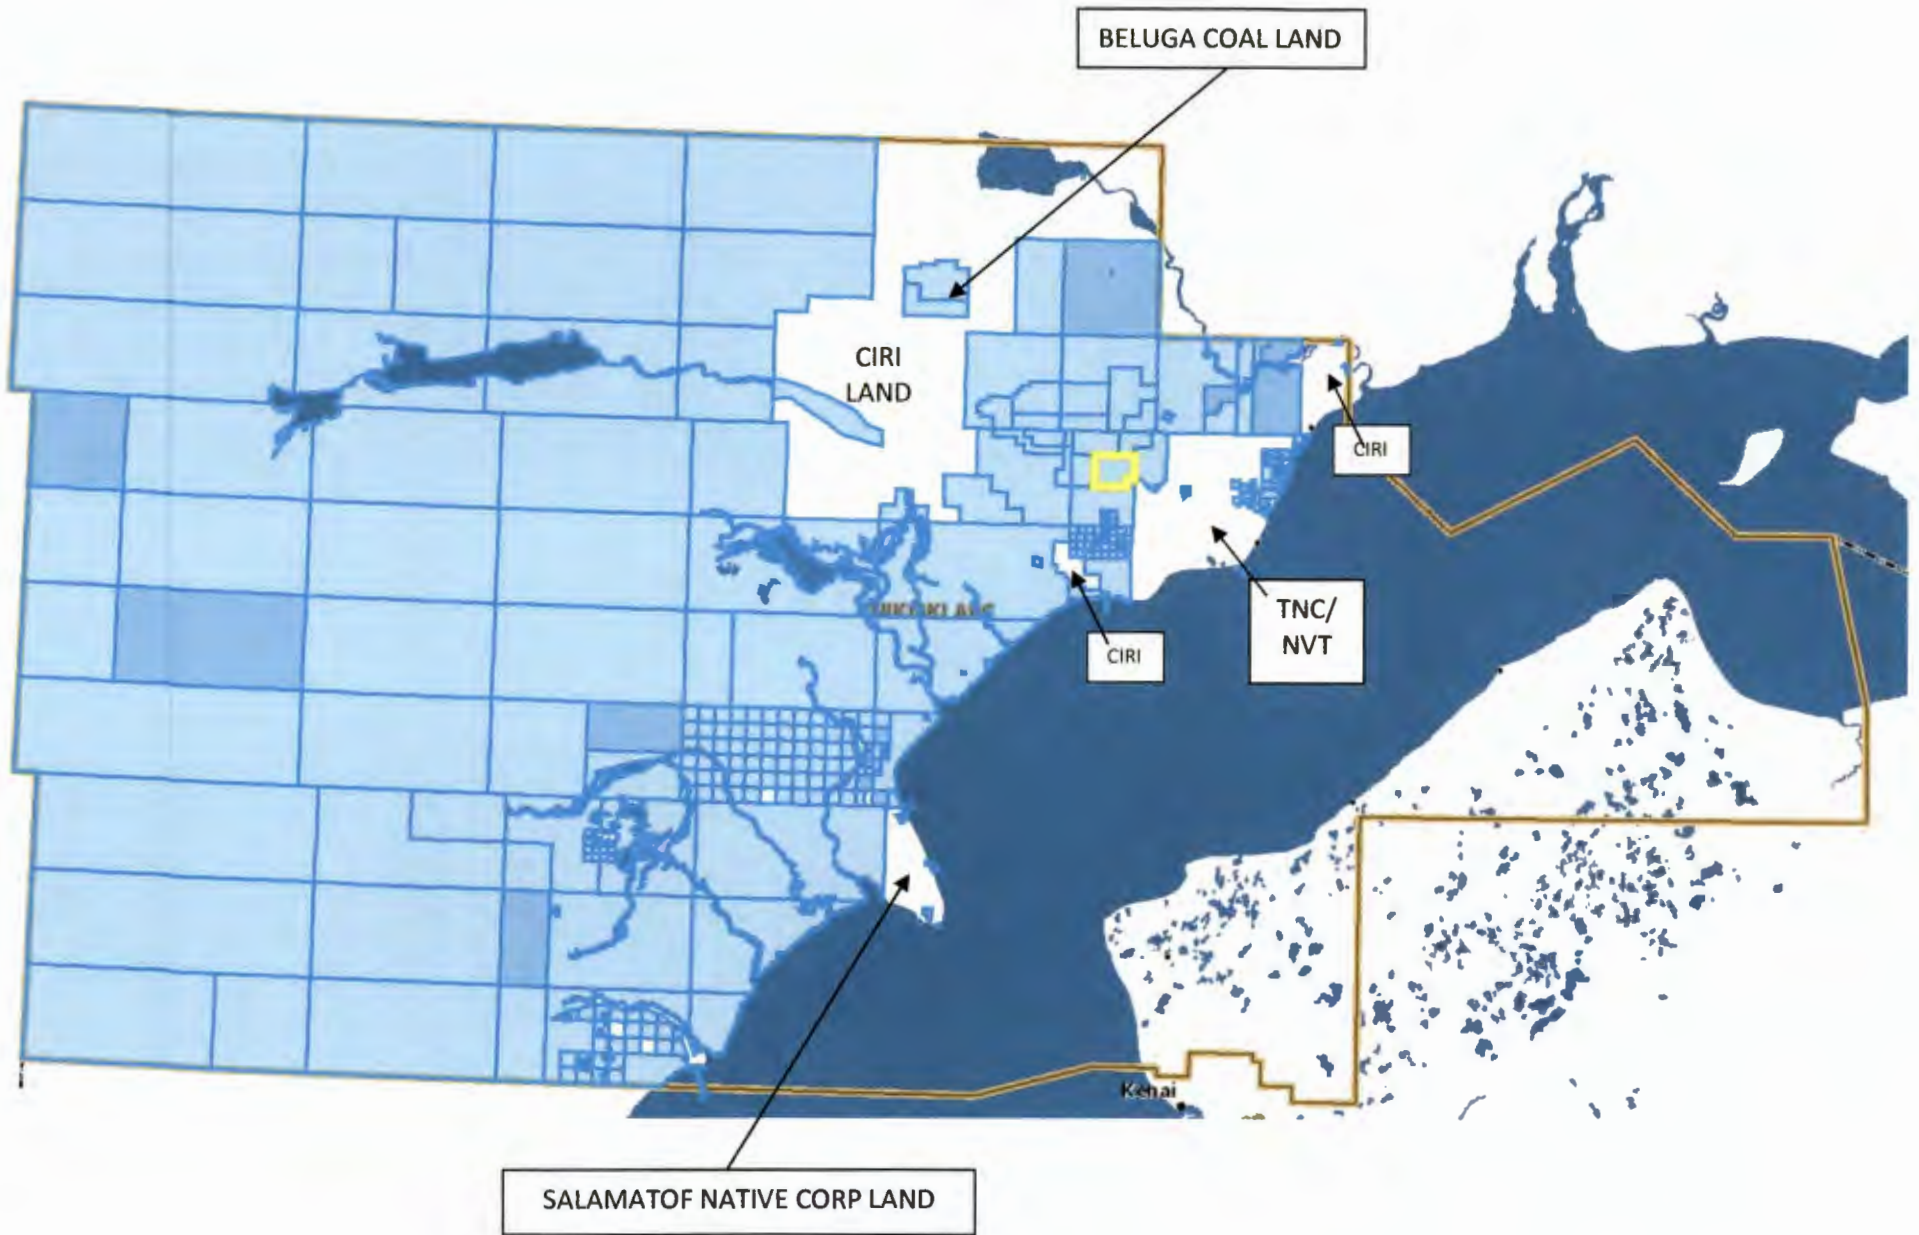 BELUGA COAL LAND
CIRI
LAND
CIRI
TNC/
NVT
CIRI
Kenai
SALAMATOF NATIVE CORP LAND